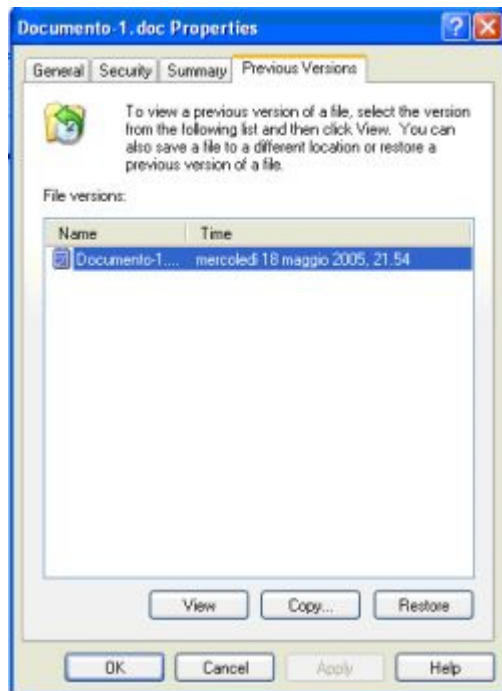 Documento-1.doc Properties
General Security Summary Previous Versions
To view a previous version of a file, select the version
from the following list and then click View. You can
also save a file to a different location or restore a
previous version of a file.
File versions:
Name Time
Documento-1.... mercoledì 18 maggio 2005, 21.54
View Copy... Restore
OK Cancel Apply Help